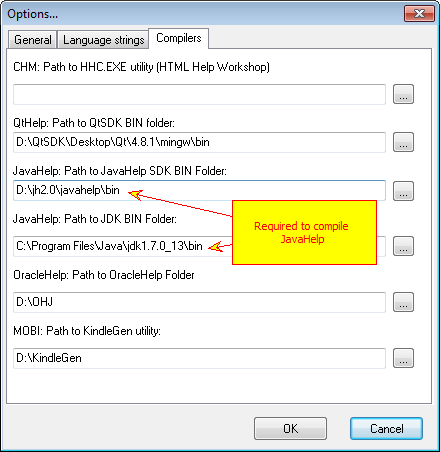 Options...
General
Language strings
Compilers
CHM: Path to HHC.EXE utility (HTML Help Workshop)
...
QtHelp: Path to QtSDK BIN folder:
D:\QtSDK\Desktop\Qt\4.8.1\mingw\bin
...
JavaHelp: Path to JavaHelp SDK BIN Folder:
D:\jh2.0\javahelp\bin
...
JavaHelp: Path to JDK BIN Folder:
Required to compile
JavaHelp
C:\Program Files\Java\jdk1.7.0_13\bin
...
OracleHelp: Path to OracleHelp Folder
D:\OHJ
...
MOBI: Path to KindleGen utility:
D:\KindleGen
...
OK
Cancel